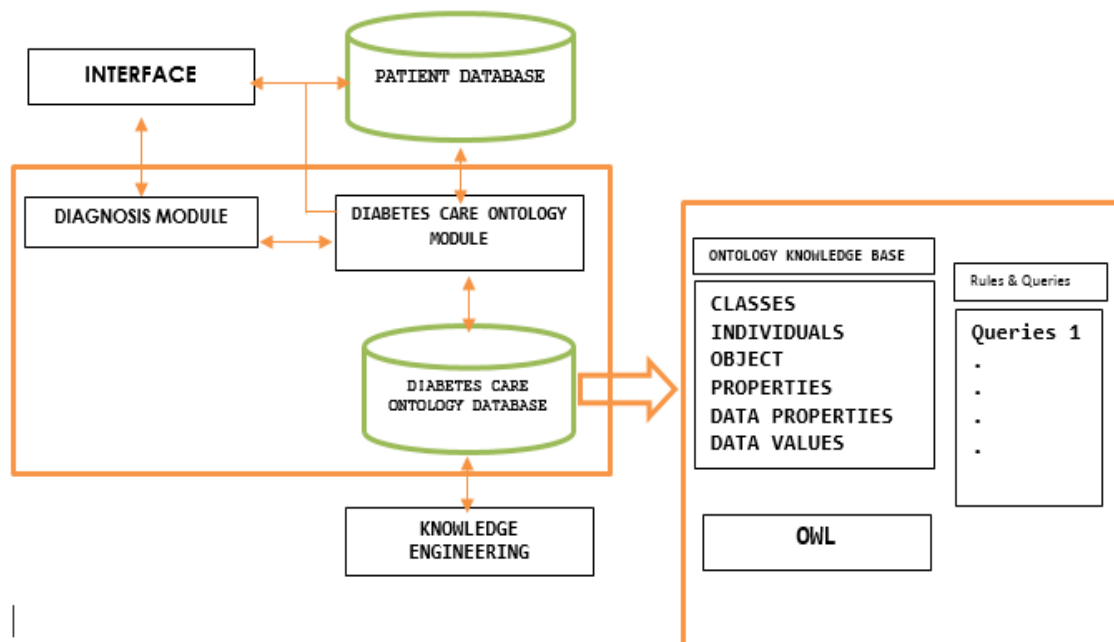 INTERFACE
PATIENT DATABASE
DIAGNOSIS MODULE
DIABETES CARE ONTOLOGY
MODULE
DIABETES CARE
ONTOLOGY DATABASE
KNOWLEDGE
ENGINEERING
ONTOLOGY KNOWLEDGE BASE
CLASSES
INDIVIDUALS
OBJECT
PROPERTIES
DATA PROPERTIES
DATA VALUES
OWL
Rules & Queries
Queries 1
.
.
.
.